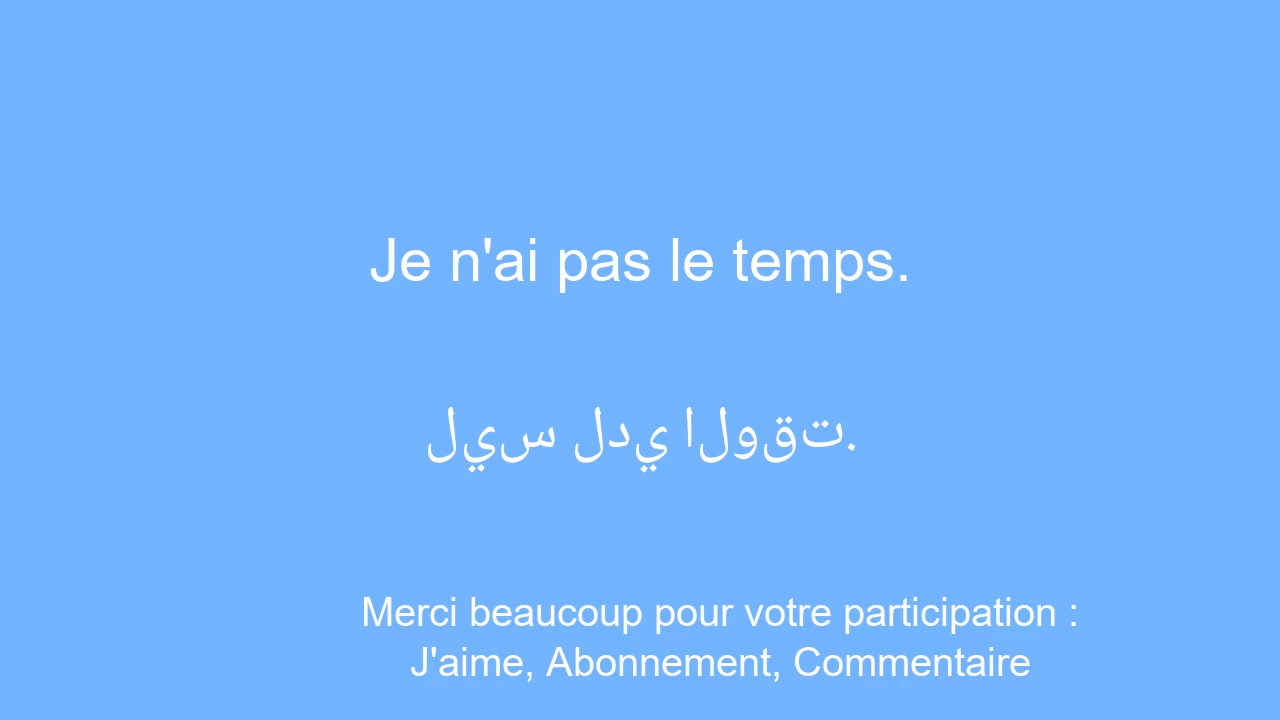 Je n'ai pas le temps.
ليس لدي الوقت.
Merci beaucoup pour votre participation :
J'aime, Abonnement, Commentaire